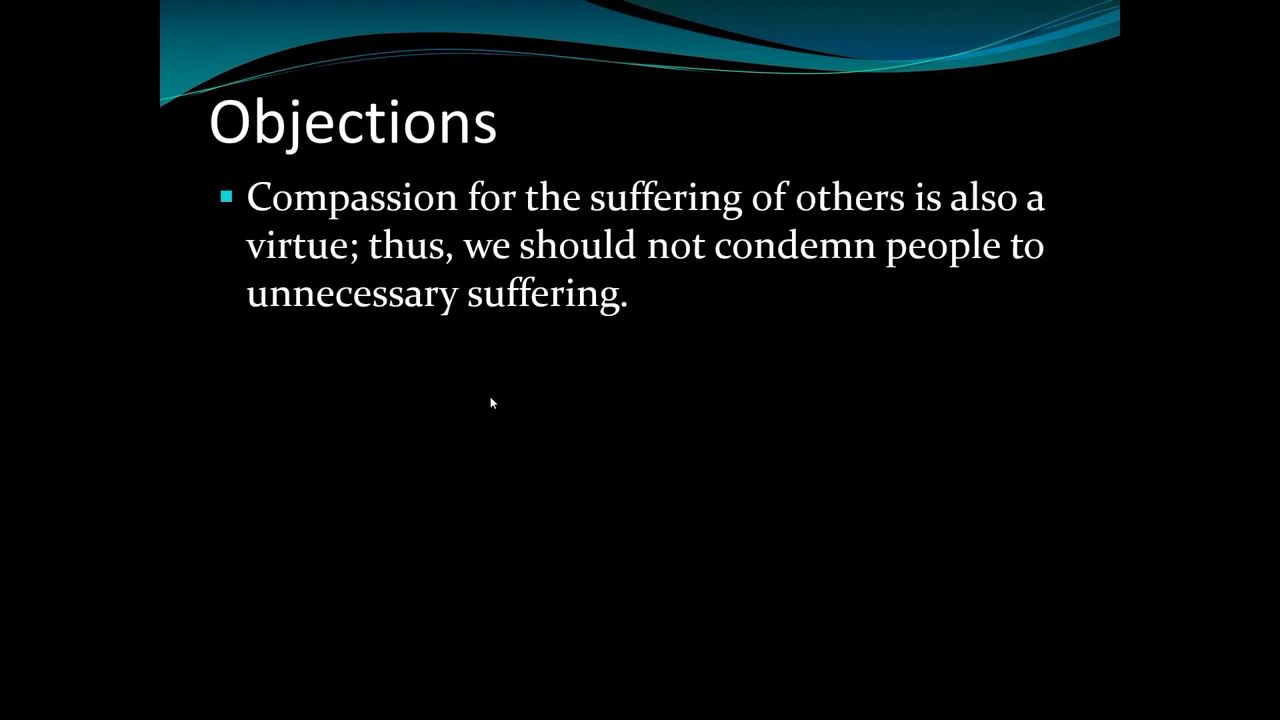 Objections
Compassion for the suffering of others is also a
virtue; thus, we should not condemn people to
unnecessary suffering.